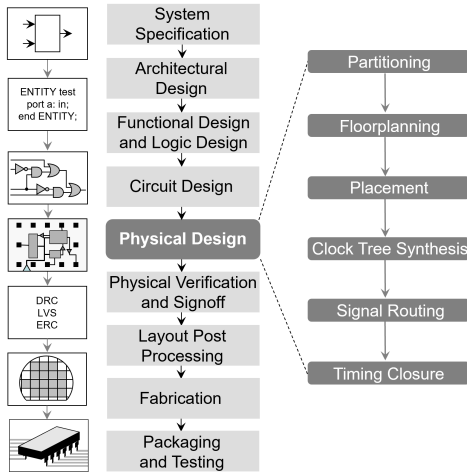 System
Specification
Architectural
Design
Functional Design
and Logic Design
Circuit Design
Physical Design
Physical Verification
and Signoff
Layout Post
Processing
Fabrication
Packaging
and Testing
ENTITY test
port a: in;
end ENTITY;
DRC
LVS
ERC
Partitioning
Floorplanning
Placement
Clock Tree Synthesis
Signal Routing
Timing Closure